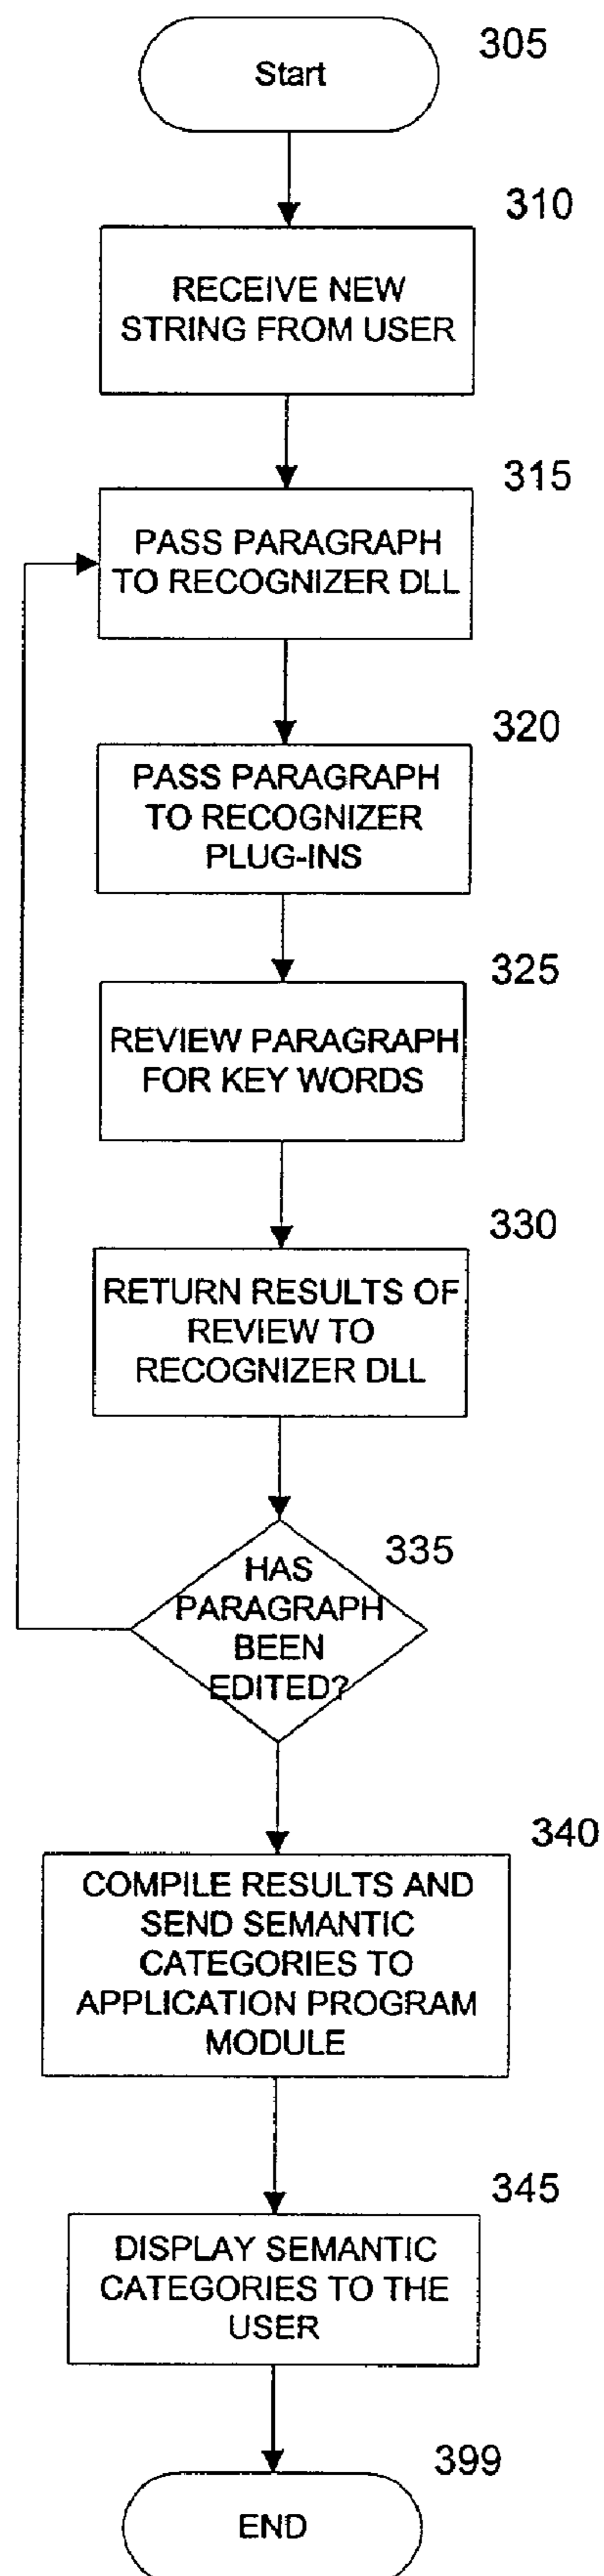 Start
305
310
RECEIVE NEW
STRING FROM USER
315
PASS PARAGRAPH
TO RECOGNIZER DLL
320
PASS PARAGRAPH
TO RECOGNIZER
PLUG-INS
325
REVIEW PARAGRAPH
FOR KEY WORDS
330
RETURN RESULTS OF
REVIEW TO
RECOGNIZER DLL
335
HAS
PARAGRAPH
BEEN
EDITED?
340
COMPILE RESULTS AND
SEND SEMANTIC
CATEGORIES TO
APPLICATION PROGRAM
MODULE
345
DISPLAY SEMANTIC
CATEGORIES TO THE
USER
399
END